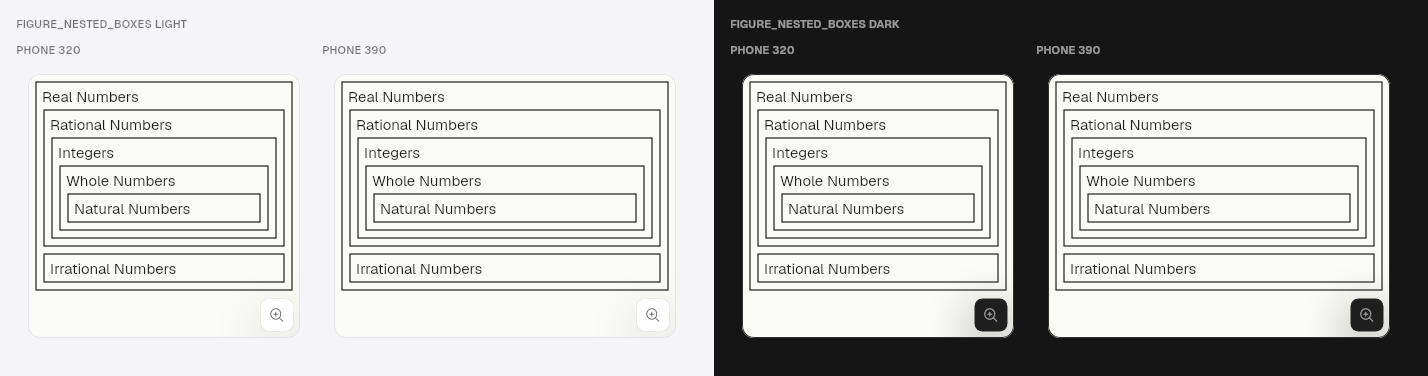 FIGURE_NESTED_BOXES LIGHT
PHONE 320
Real Numbers
Rational Numbers
Integers
Whole Numbers
Natural Numbers
Irrational Numbers
PHONE 390
Real Numbers
Rational Numbers
Integers
Whole Numbers
Natural Numbers
Irrational Numbers
FIGURE_NESTED_BOXES DARK
PHONE 320
Real Numbers
Rational Numbers
Integers
Whole Numbers
Natural Numbers
Irrational Numbers
PHONE 390
Real Numbers
Rational Numbers
Integers
Whole Numbers
Natural Numbers
Irrational Numbers